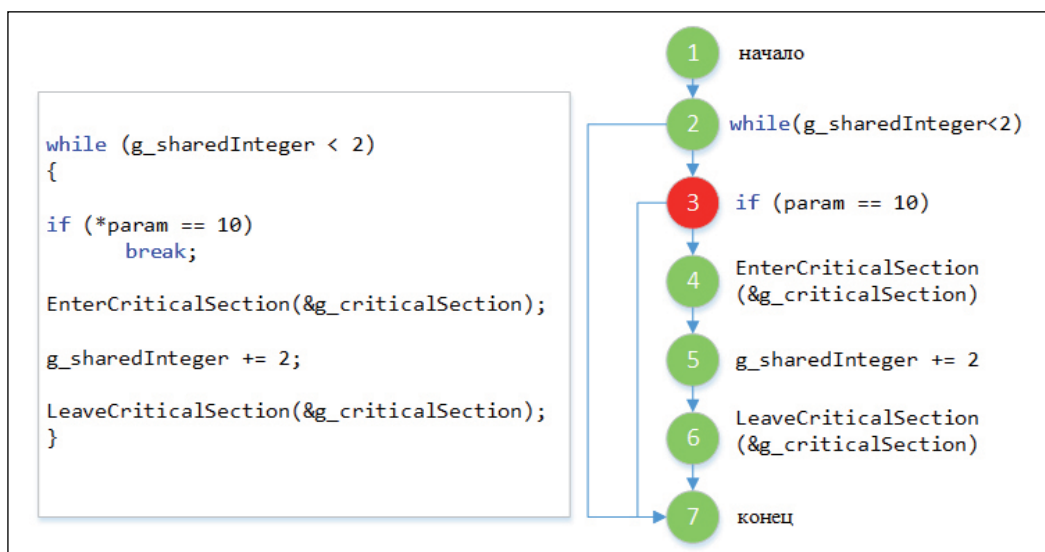 while (g_sharedInteger < 2)
{
if (*param == 10)
break;
EnterCriticalSection(&g_criticalSection);
g_sharedInteger += 2;
LeaveCriticalSection(&g_criticalSection);
}
1 начало
2 while(g_sharedInteger<2)
3 if (param == 10)
4 EnterCriticalSection
(&g_criticalSection)
5 g_sharedInteger += 2
6 LeaveCriticalSection
(&g_criticalSection)
7 конец